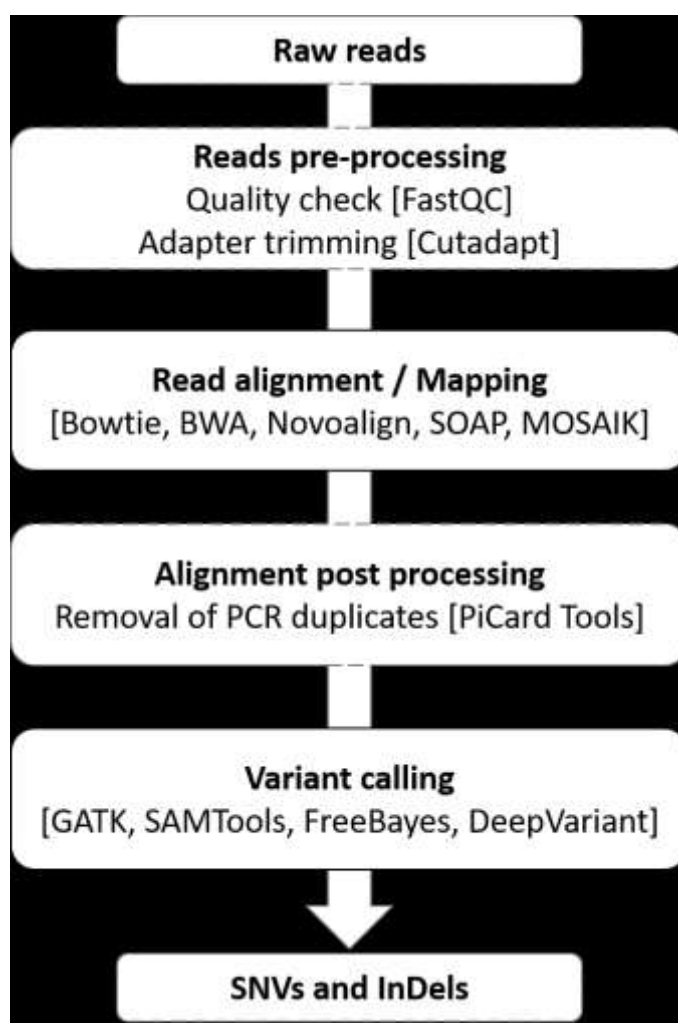 Raw reads
Reads pre-processing
Quality check [FastQC]
Adapter trimming [Cutadapt]
Read alignment / Mapping
[Bowtie, BWA, Novoalign, SOAP, MOSAIK]
Alignment post processing
Removal of PCR duplicates [PiCard Tools]
Variant calling
[GATK, SAMTools, FreeBayes, DeepVariant]
SNVs and InDels